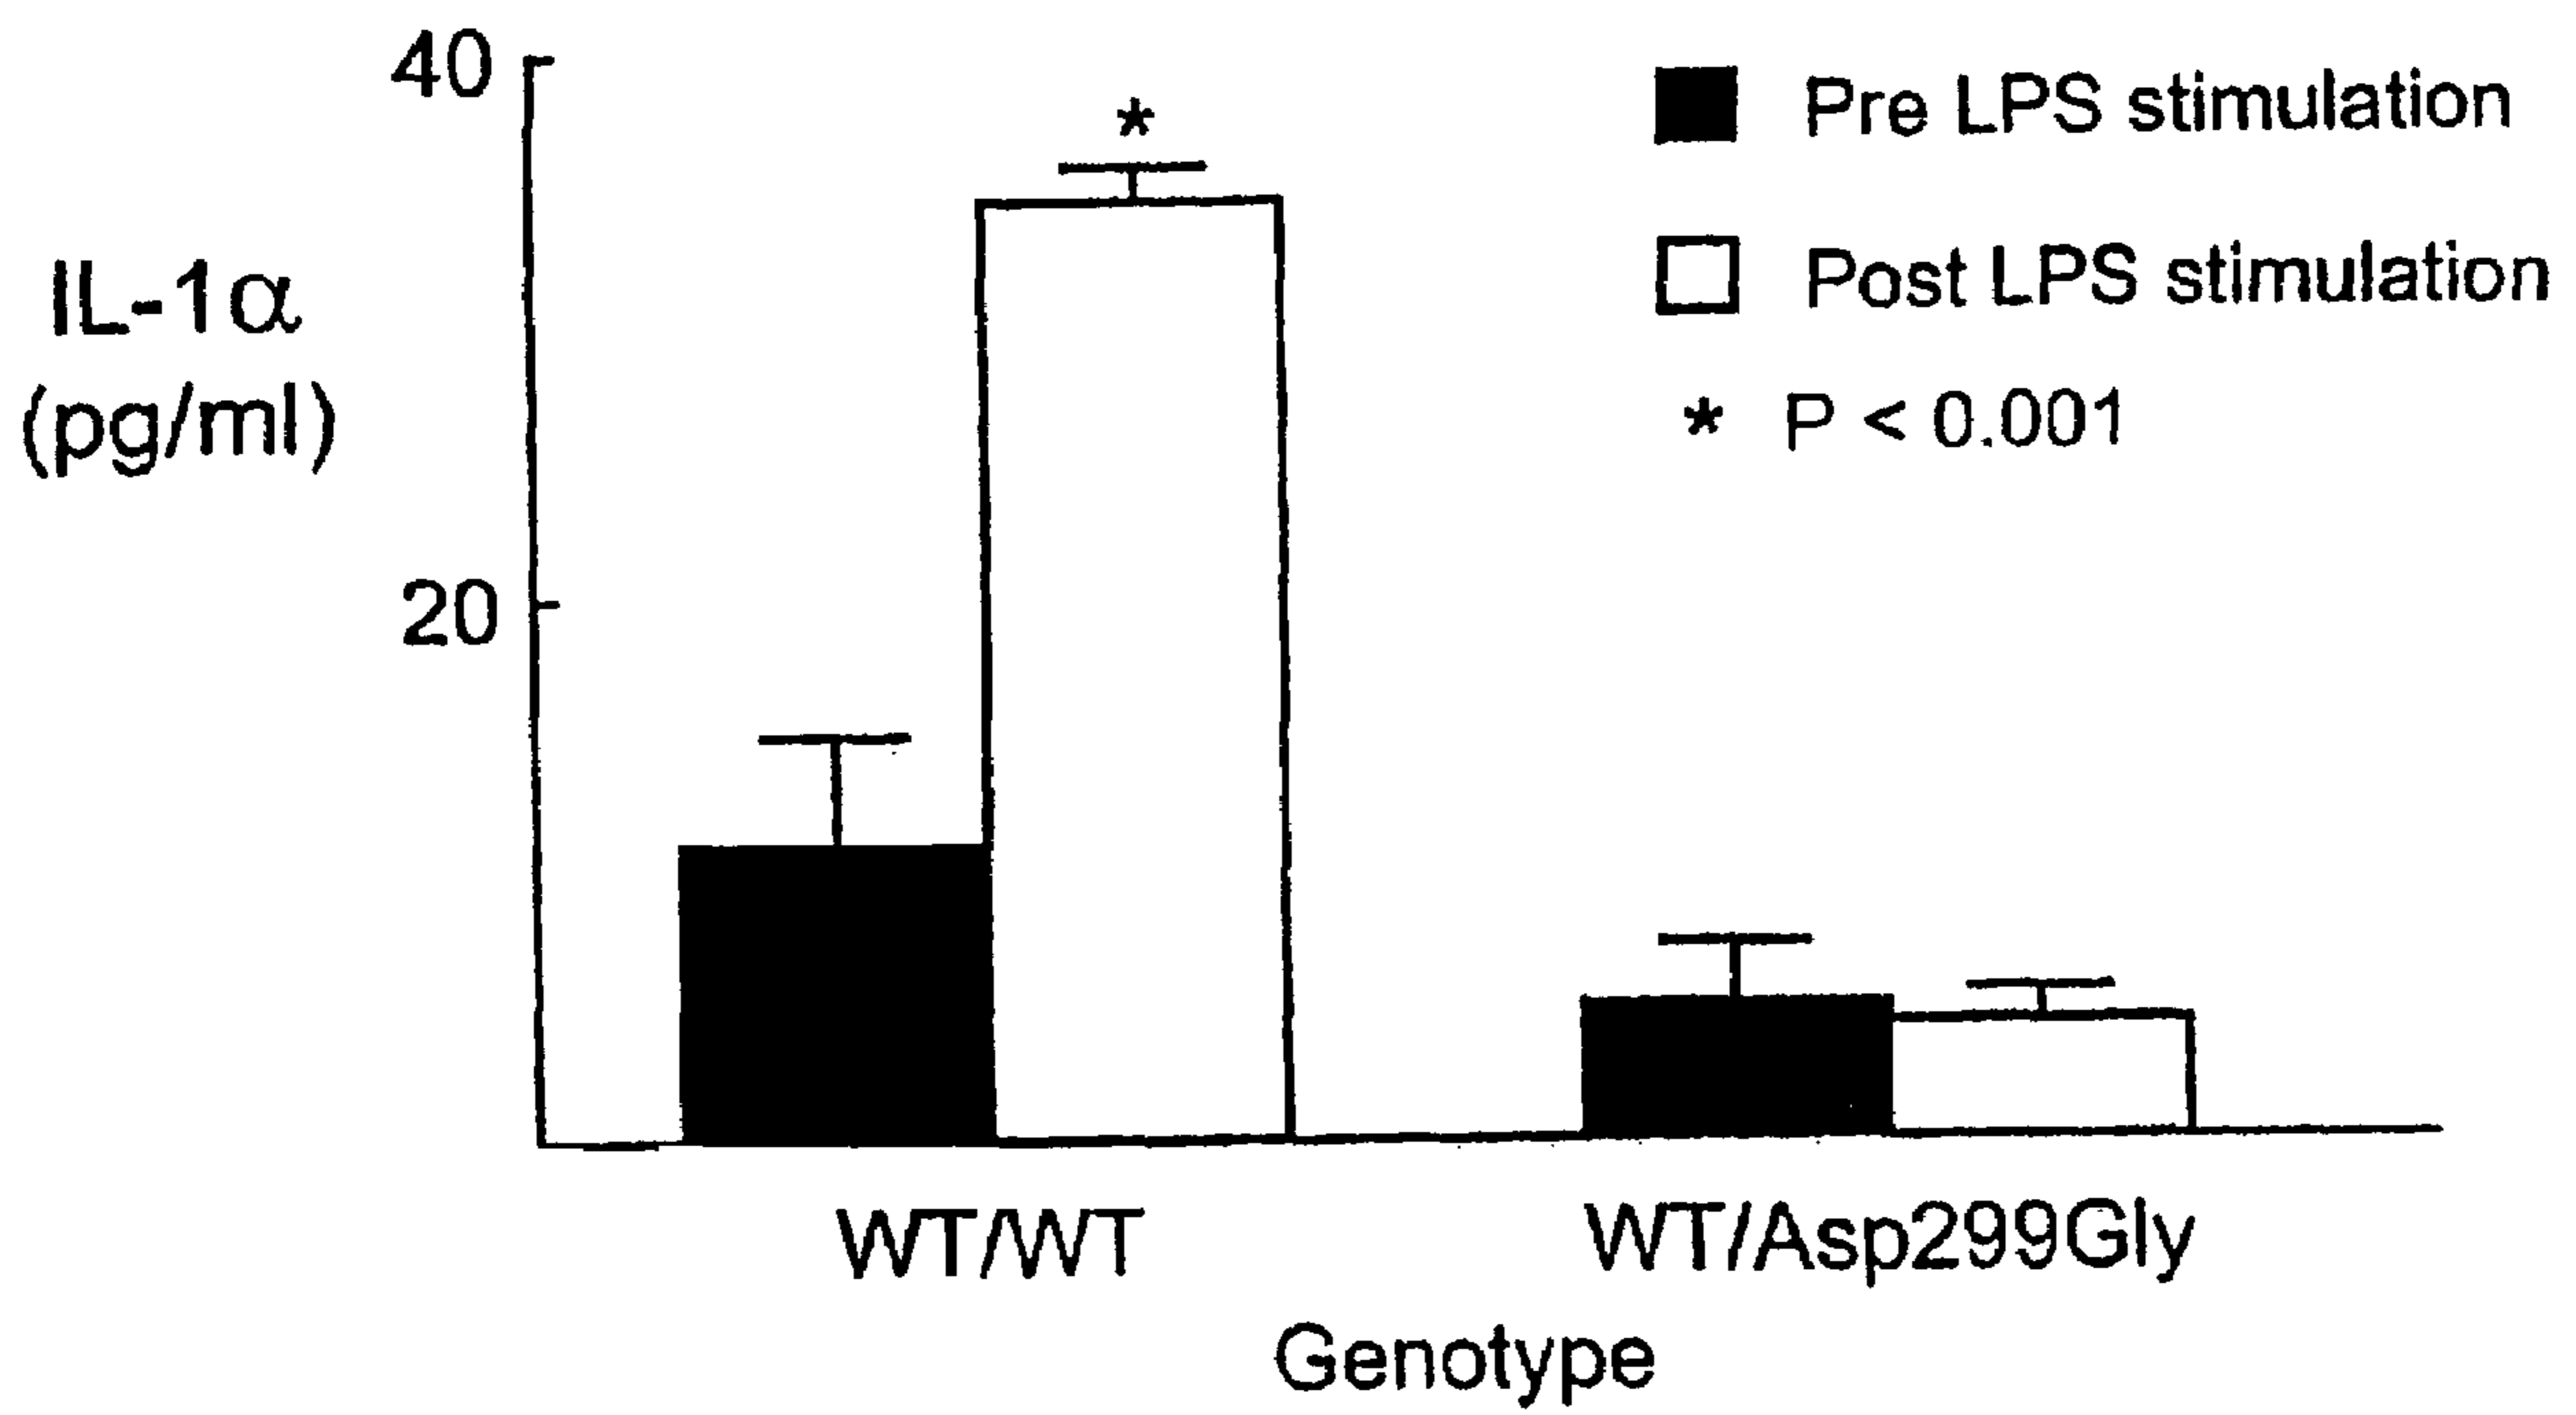 40
*
Pre LPS stimulation
Post LPS stimulation
* P < 0.001
IL-1α
(pg/ml)
20
WT/WT
WT/Asp299Gly
Genotype